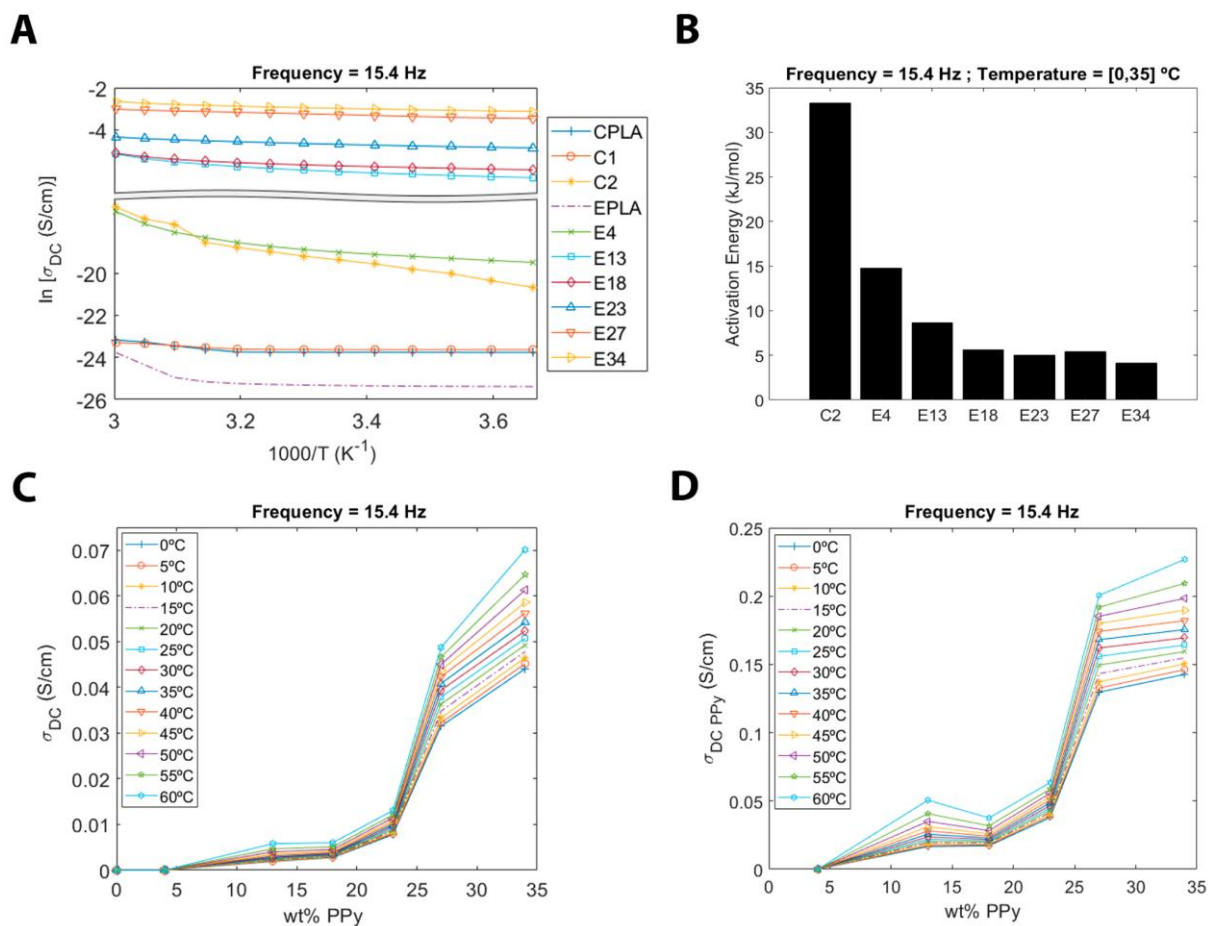 A
Frequency = 15.4 Hz
ln [σDC (S/cm)]
-2
-4
-20
-22
-24
-26
3
3.2
3.4
3.6
1000/T (K-1)
CPLA
C1
C2
EPLA
E4
E13
E18
E23
E27
E34
B
Frequency = 15.4 Hz ; Temperature = [0,35] ºC
Activation Energy (kJ/mol)
35
30
25
20
15
10
5
0
C2 E4 E13 E18 E23 E27 E34
C
Frequency = 15.4 Hz
σDC (S/cm)
0.07
0.06
0.05
0.04
0.03
0.02
0.01
0.00
0 5 10 15 20 25 30 35
wt% PPy
0ºC
5ºC
10ºC
15ºC
20ºC
25ºC
30ºC
35ºC
40ºC
45ºC
50ºC
55ºC
60ºC
D
Frequency = 15.4 Hz
σDC PPy (S/cm)
0.25
0.2
0.15
0.1
0.05
0
0 5 10 15 20 25 30 35
wt% PPy
0ºC
5ºC
10ºC
15ºC
20ºC
25ºC
30ºC
35ºC
40ºC
45ºC
50ºC
55ºC
60ºC